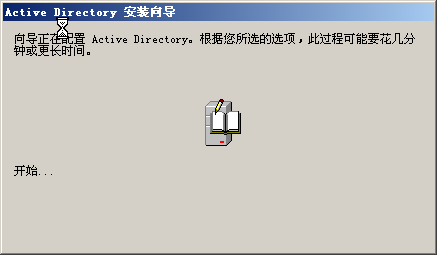 Active Directory 安装向导
向导正在配置 Active Directory。根据您所选的选项，此过程可能要花几分
钟或更长时间。
开始...